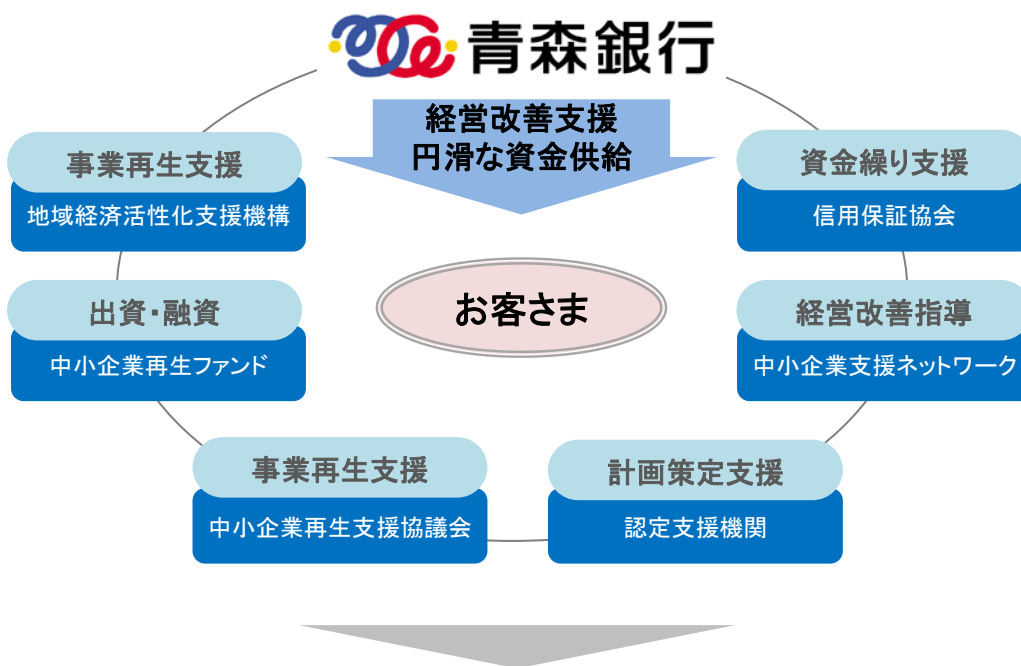 青森銀行
経営改善支援
円滑な資金供給
事業再生支援
地域経済活性化支援機構
資金繰り支援
信用保証協会
お客さま
出資・融資
中小企業再生ファンド
経営改善指導
中小企業支援ネットワーク
事業再生支援
中小企業再生支援協議会
計画策定支援
認定支援機関